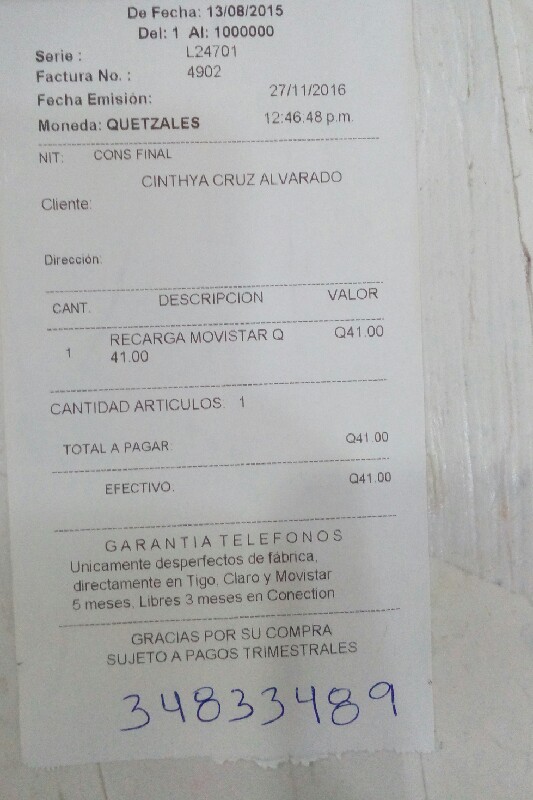 De Fecha: 13/08/2015
Del: 1 Al: 1000000
Serie : L24701
Factura No. : 4902
Fecha Emisión: 27/11/2016
Moneda: QUETZALES 12:46:48 p.m.
NIT: CONS FINAL
CINTHYA CRUZ ALVARADO
Cliente:
Dirección:
CANT. DESCRIPCION VALOR
1 RECARGA MOVISTAR Q Q41.00
41.00
CANTIDAD ARTICULOS: 1
TOTAL A PAGAR: Q41.00
EFECTIVO: Q41.00
GARANTIA TELEFONOS
Unicamente desperfectos de fábrica,
directamente en Tigo, Claro y Movistar
5 meses. Libres 3 meses en Conection
GRACIAS POR SU COMPRA
SUJETO A PAGOS TRIMESTRALES
34833489